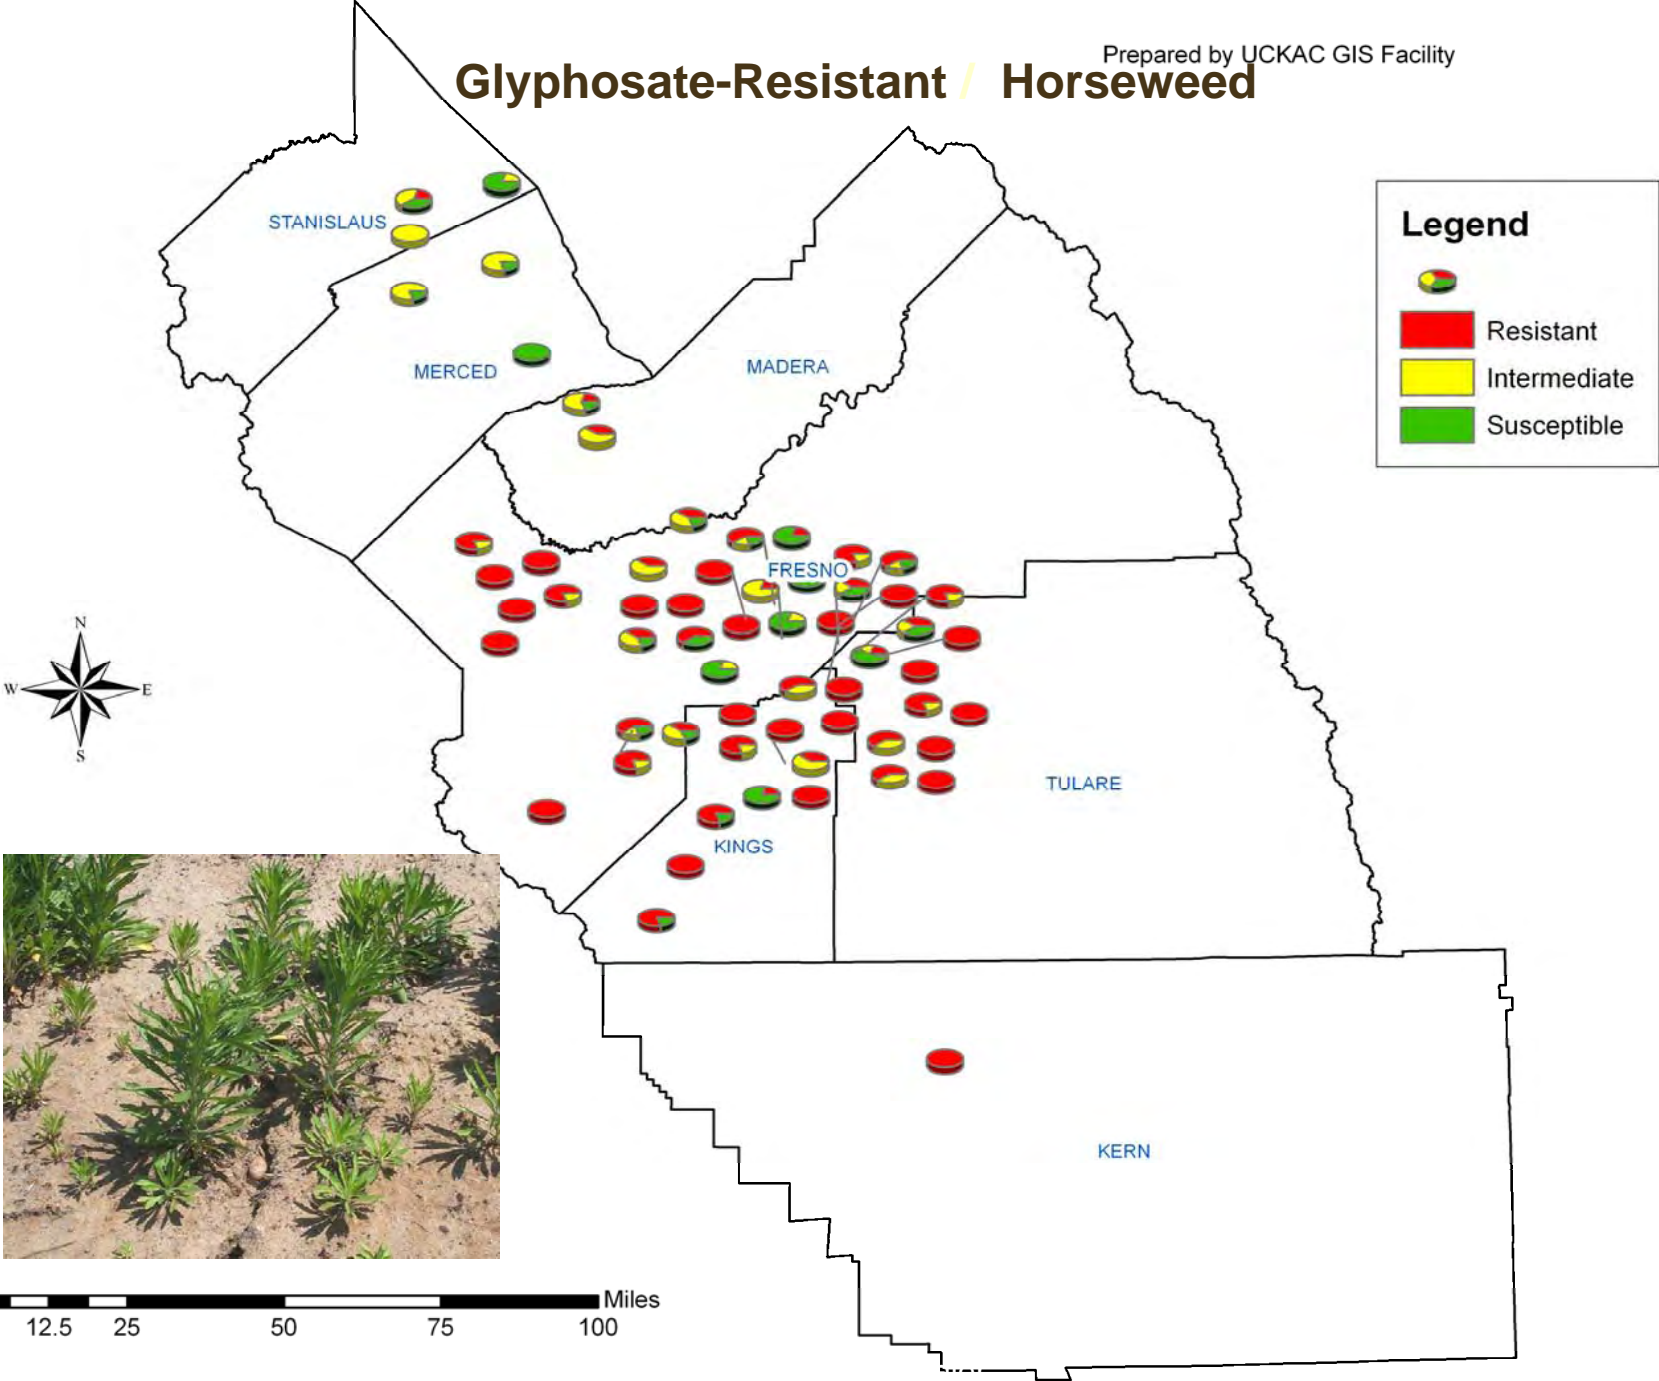 Prepared by UCKAC GIS Facility
Glyphosate-Resistant / Horseweed
STANISLAUS
MERCED
MADERA
FRESNO
TULARE
KINGS
KERN
Legend
Resistant
Intermediate
Susceptible
N
W E
S
Miles
12.5 25 50 75 100